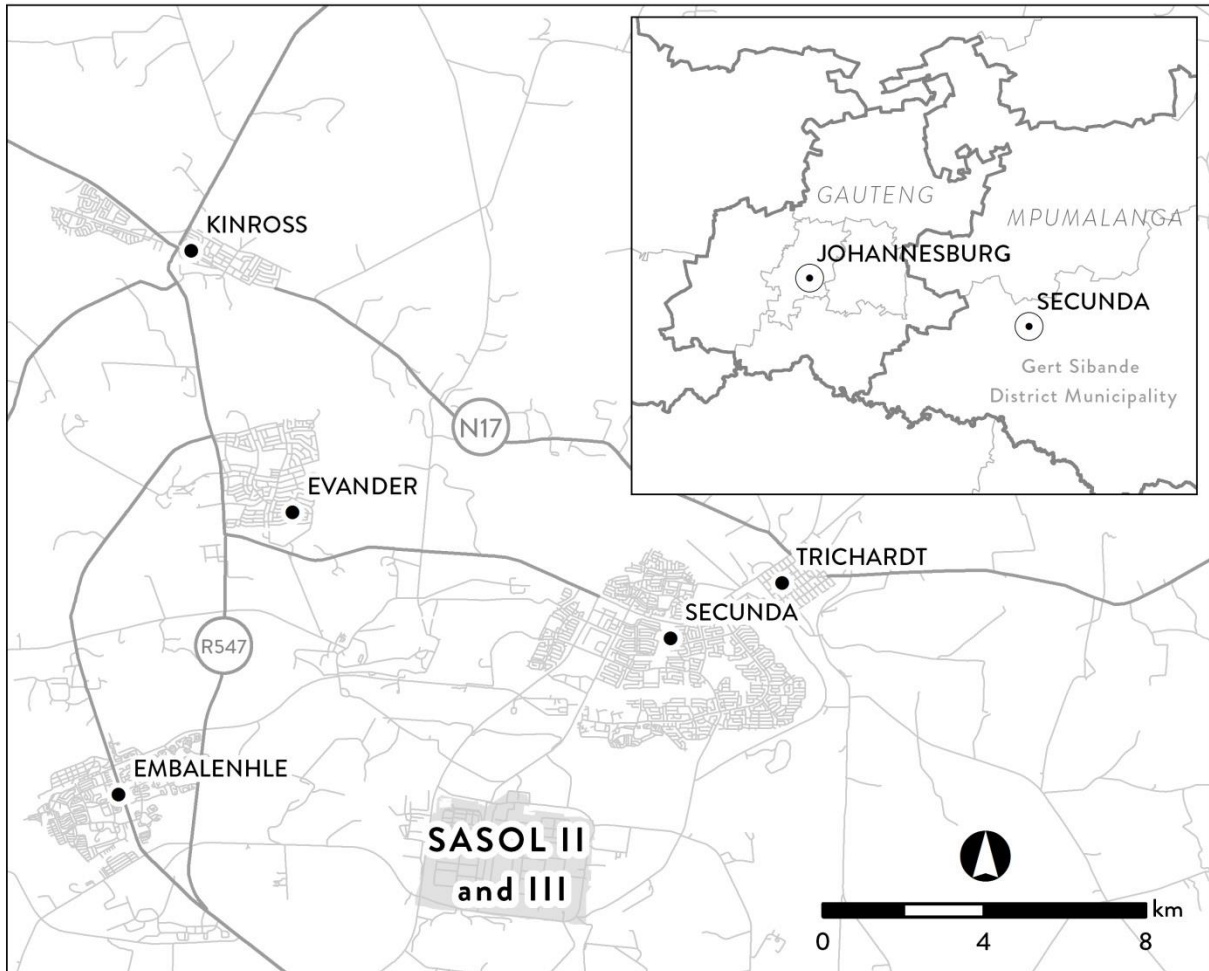 KINROSS
GAUTENG
MPUMALANGA
JOHANNESBURG
SECUNDA
Gert Sibande
District Municipality
N17
EVANDER
TRICHARDT
SECUNDA
R547
EMBALENHLE
SASOL II
and III
km
0 4 8